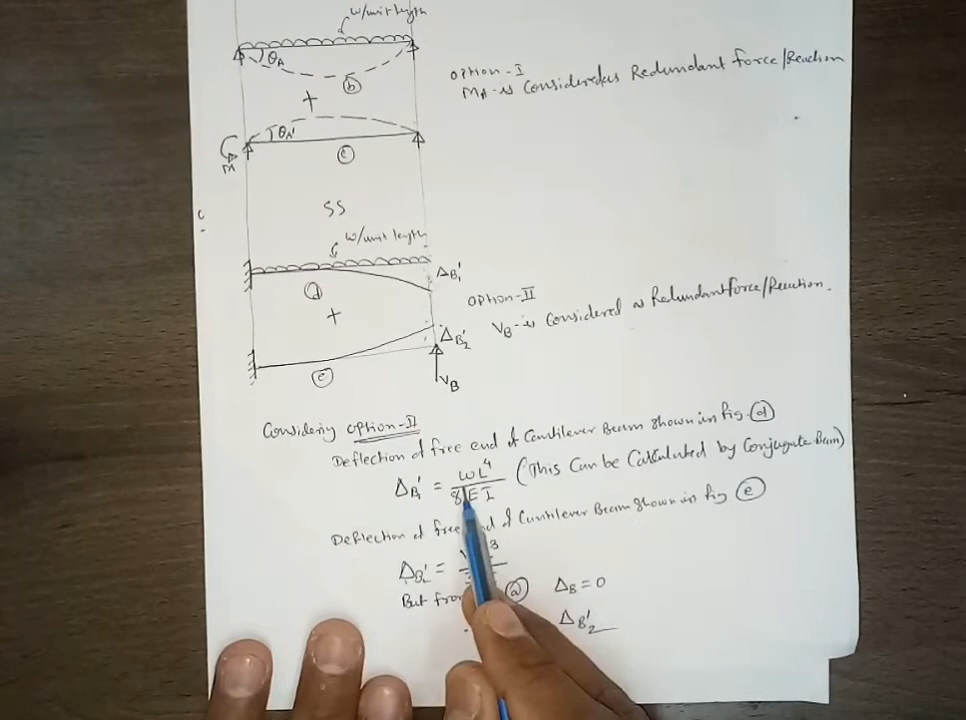 w/unit length
θA
b
+
Option-I
MA-is Considered as Redundant force/Reaction
θA'
M
c
SS
w/unit length
ΔB1'
d
+
Option-II
VB-is Considered as Redundant force/Reaction.
ΔB2'
e
VB
Considering Option-II
Deflection of free end of Cantilever Beam shown in fig. d
ΔB1' = ωL⁴/8EI (This Can be Calculated by Conjugate Beam)
Deflection of free end of Cantilever Beam shown in fig e
ΔB2' = 3
But from a ΔB = 0
ΔB2'